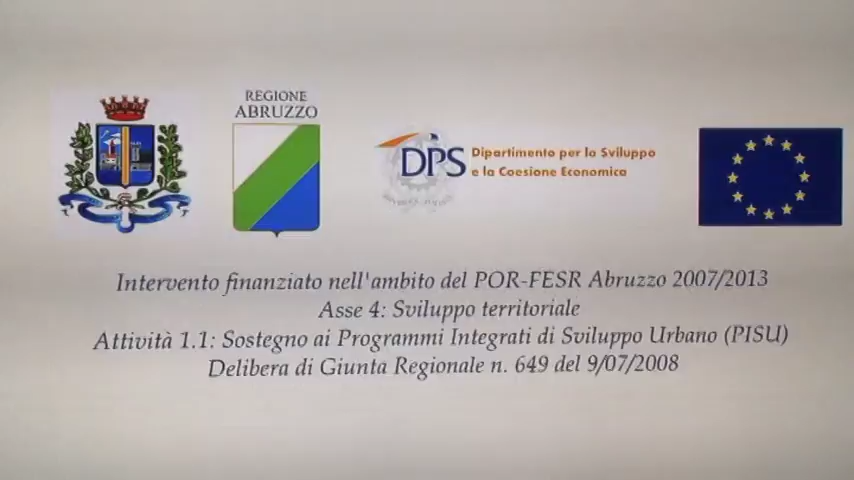 REGIONE
ABRUZZO
DPS
Dipartimento per lo Sviluppo
e la Coesione Economica
Intervento finanziato nell'ambito del POR-FESR Abruzzo 2007/2013
Asse 4: Sviluppo territoriale
Attività 1.1: Sostegno ai Programmi Integrati di Sviluppo Urbano (PISU)
Delibera di Giunta Regionale n. 649 del 9/07/2008